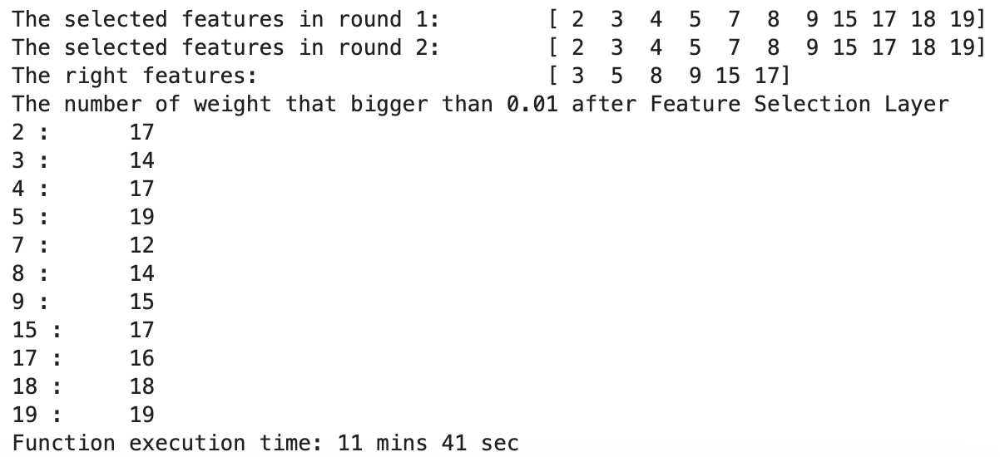 The selected features in round 1:        [ 2  3  4  5  7  8  9 15 17 18 19]
The selected features in round 2:        [ 2  3  4  5  7  8  9 15 17 18 19]
The right features:                      [ 3  5  8  9 15 17]
The number of weight that bigger than 0.01 after Feature Selection Layer
2 :      17
3 :      14
4 :      17
5 :      19
7 :      12
8 :      14
9 :      15
15 :     17
17 :     16
18 :     18
19 :     19
Function execution time: 11 mins 41 sec